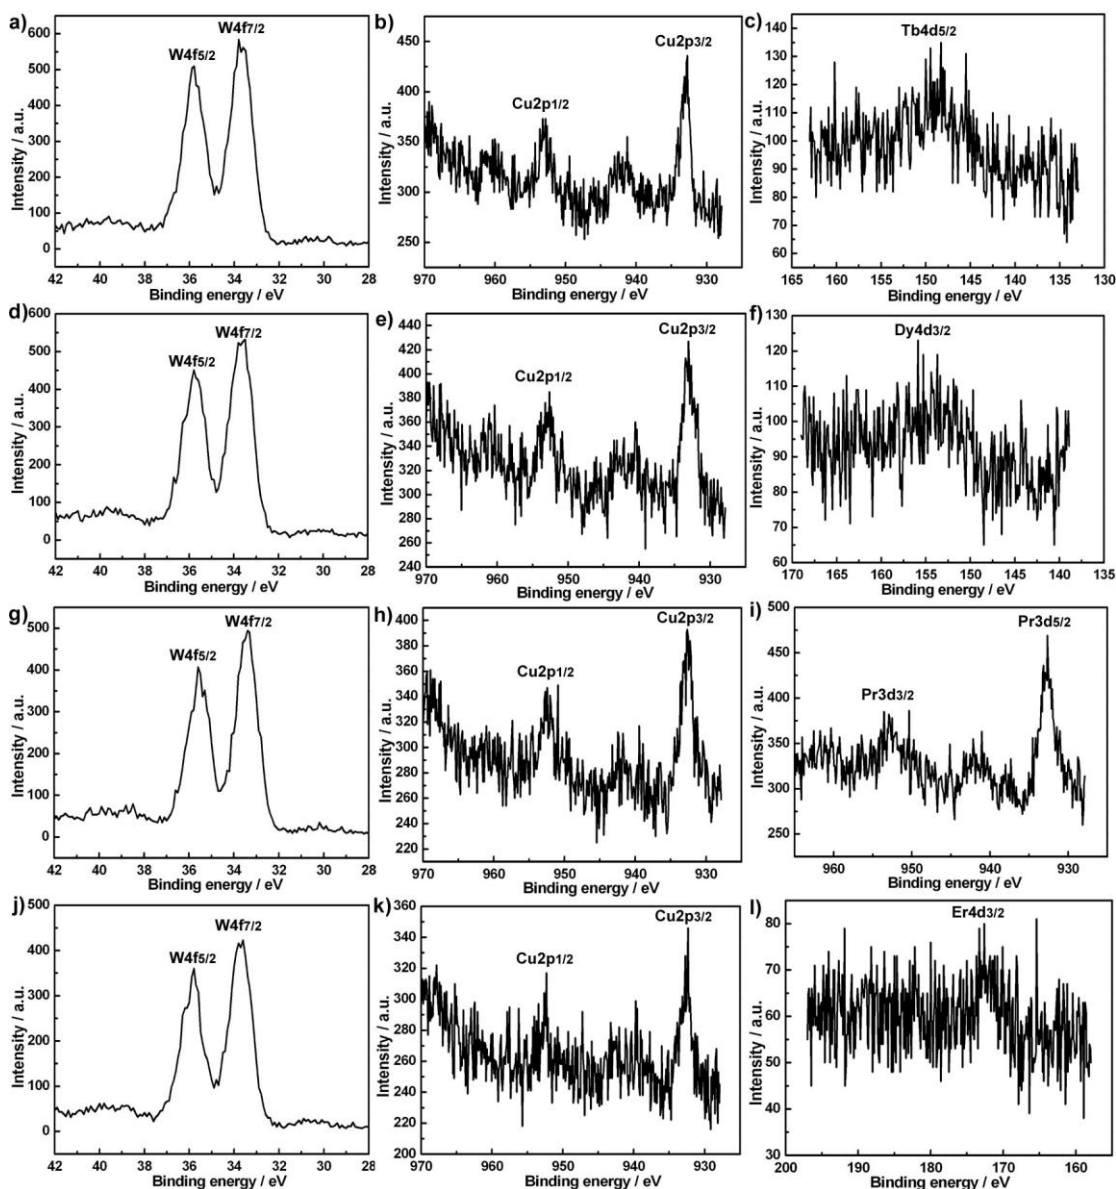 a)
W4f7/2
W4f5/2
Intensity / a.u.
600
500
400
300
200
100
0
42 40 38 36 34 32 30 28
Binding energy / eV
b)
Cu2p3/2
Cu2p1/2
Intensity / a.u.
450
400
350
300
250
970 960 950 940 930
Binding energy / eV
c)
Tb4d5/2
Intensity / a.u.
140
130
120
110
100
90
80
70
60
165 160 155 150 145 140 135 130
Binding energy / eV
d)
W4f7/2
W4f5/2
Intensity / a.u.
600
500
400
300
200
100
0
42 40 38 36 34 32 30 28
Binding energy / eV
e)
Cu2p3/2
Cu2p1/2
Intensity / a.u.
440
420
400
380
360
340
320
300
280
260
240
970 960 950 940 930
Binding energy / eV
f)
Dy4d3/2
Intensity / a.u.
130
120
110
100
90
80
70
60
170 165 160 155 150 145 140 135
Binding energy / eV
g)
W4f7/2
W4f5/2
Intensity / a.u.
500
400
300
200
100
0
42 40 38 36 34 32 30 28
Binding energy / eV
h)
Cu2p3/2
Cu2p1/2
Intensity / a.u.
400
380
360
340
320
300
280
260
240
220
970 960 950 940 930
Binding energy / eV
i)
Pr3d5/2
Pr3d3/2
Intensity / a.u.
500
450
400
350
300
250
960 950 940 930
Binding energy / eV
j)
W4f7/2
W4f5/2
Intensity / a.u.
500
400
300
200
100
0
42 40 38 36 34 32 30 28
Binding energy / eV
k)
Cu2p3/2
Cu2p1/2
Intensity / a.u.
360
340
320
300
280
260
240
220
200
970 960 950 940 930
Binding energy / eV
l)
Er4d3/2
Intensity / a.u.
80
70
60
50
40
30
200 190 180 170 160
Binding energy / eV